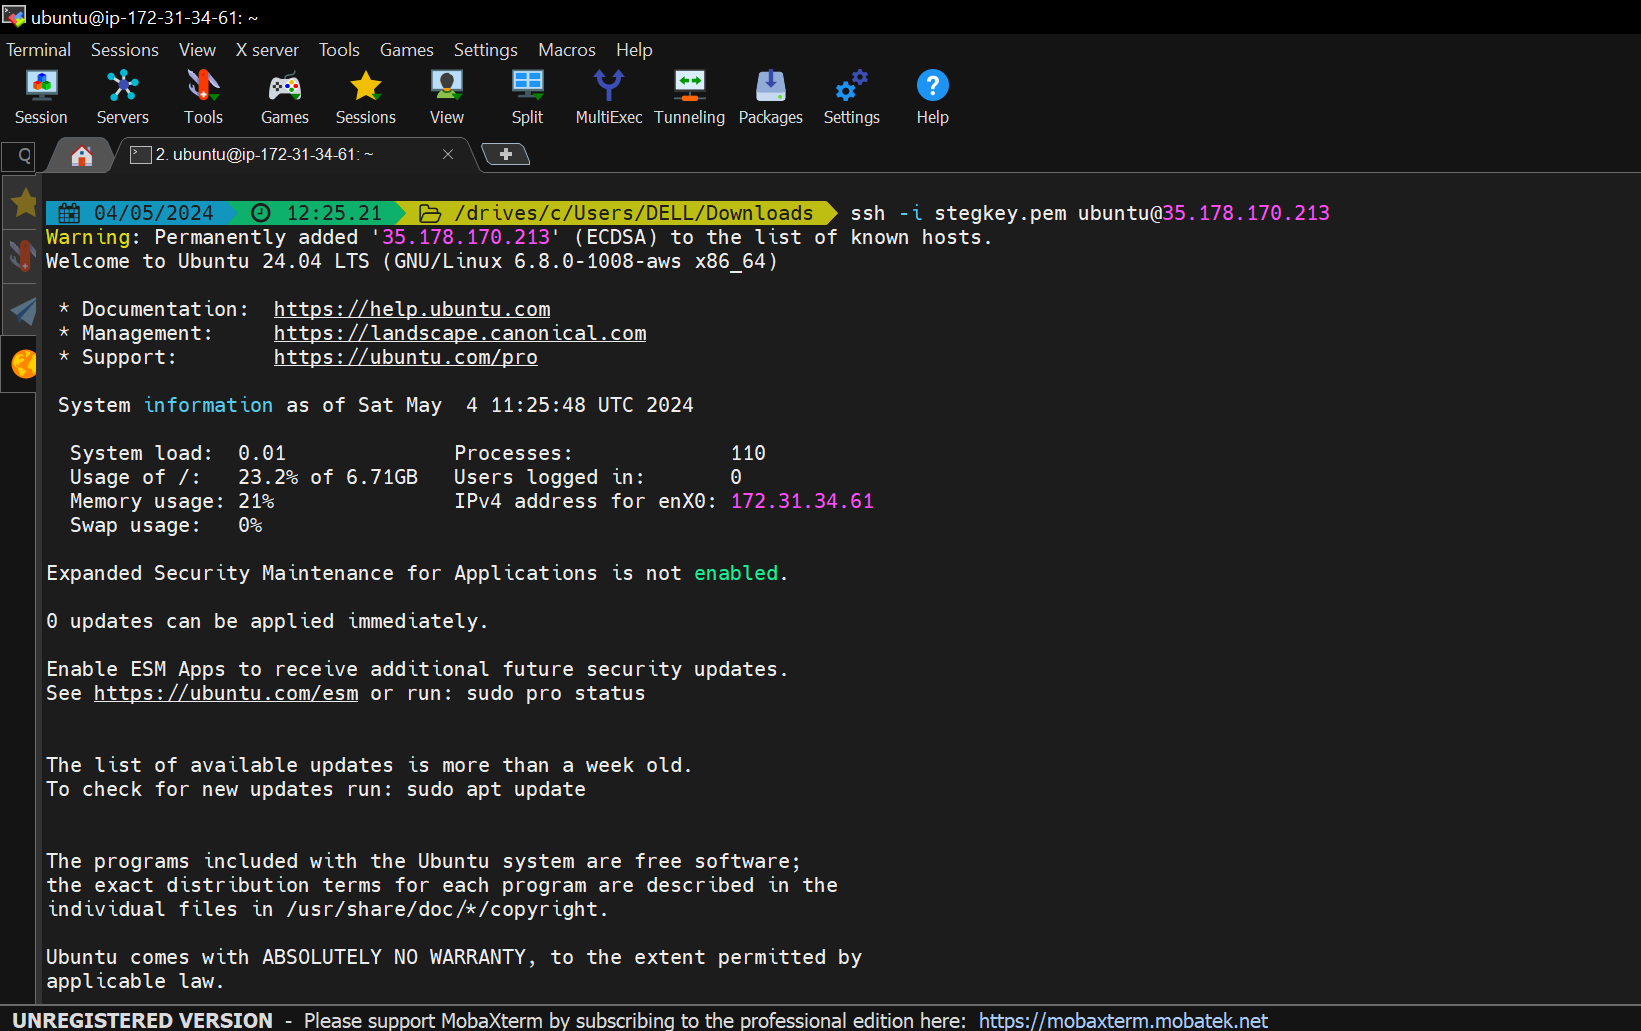 ubuntu@ip-172-31-34-61: ~
Terminal Sessions View X server Tools Games Settings Macros Help
Session Servers Tools Games Sessions View Split MultiExec Tunneling Packages Settings Help
2. ubuntu@ip-172-31-34-61: ~
04/05/2024 12:25.21 /drives/c/Users/DELL/Downloads ssh -i stegkey.pem ubuntu@35.178.170.213
Warning: Permanently added '35.178.170.213' (ECDSA) to the list of known hosts.
Welcome to Ubuntu 24.04 LTS (GNU/Linux 6.8.0-1008-aws x86_64)
* Documentation: https://help.ubuntu.com
* Management: https://landscape.canonical.com
* Support: https://ubuntu.com/pro
System information as of Sat May 4 11:25:48 UTC 2024
System load: 0.01 Processes: 110
Usage of /: 23.2% of 6.71GB Users logged in: 0
Memory usage: 21% IPv4 address for enX0: 172.31.34.61
Swap usage: 0%
Expanded Security Maintenance for Applications is not enabled.
0 updates can be applied immediately.
Enable ESM Apps to receive additional future security updates.
See https://ubuntu.com/esm or run: sudo pro status
The list of available updates is more than a week old.
To check for new updates run: sudo apt update
The programs included with the Ubuntu system are free software;
the exact distribution terms for each program are described in the
individual files in /usr/share/doc/*/copyright.
Ubuntu comes with ABSOLUTELY NO WARRANTY, to the extent permitted by
applicable law.
UNREGISTERED VERSION - Please support MobaXterm by subscribing to the professional edition here: https://mobaxterm.mobatek.net